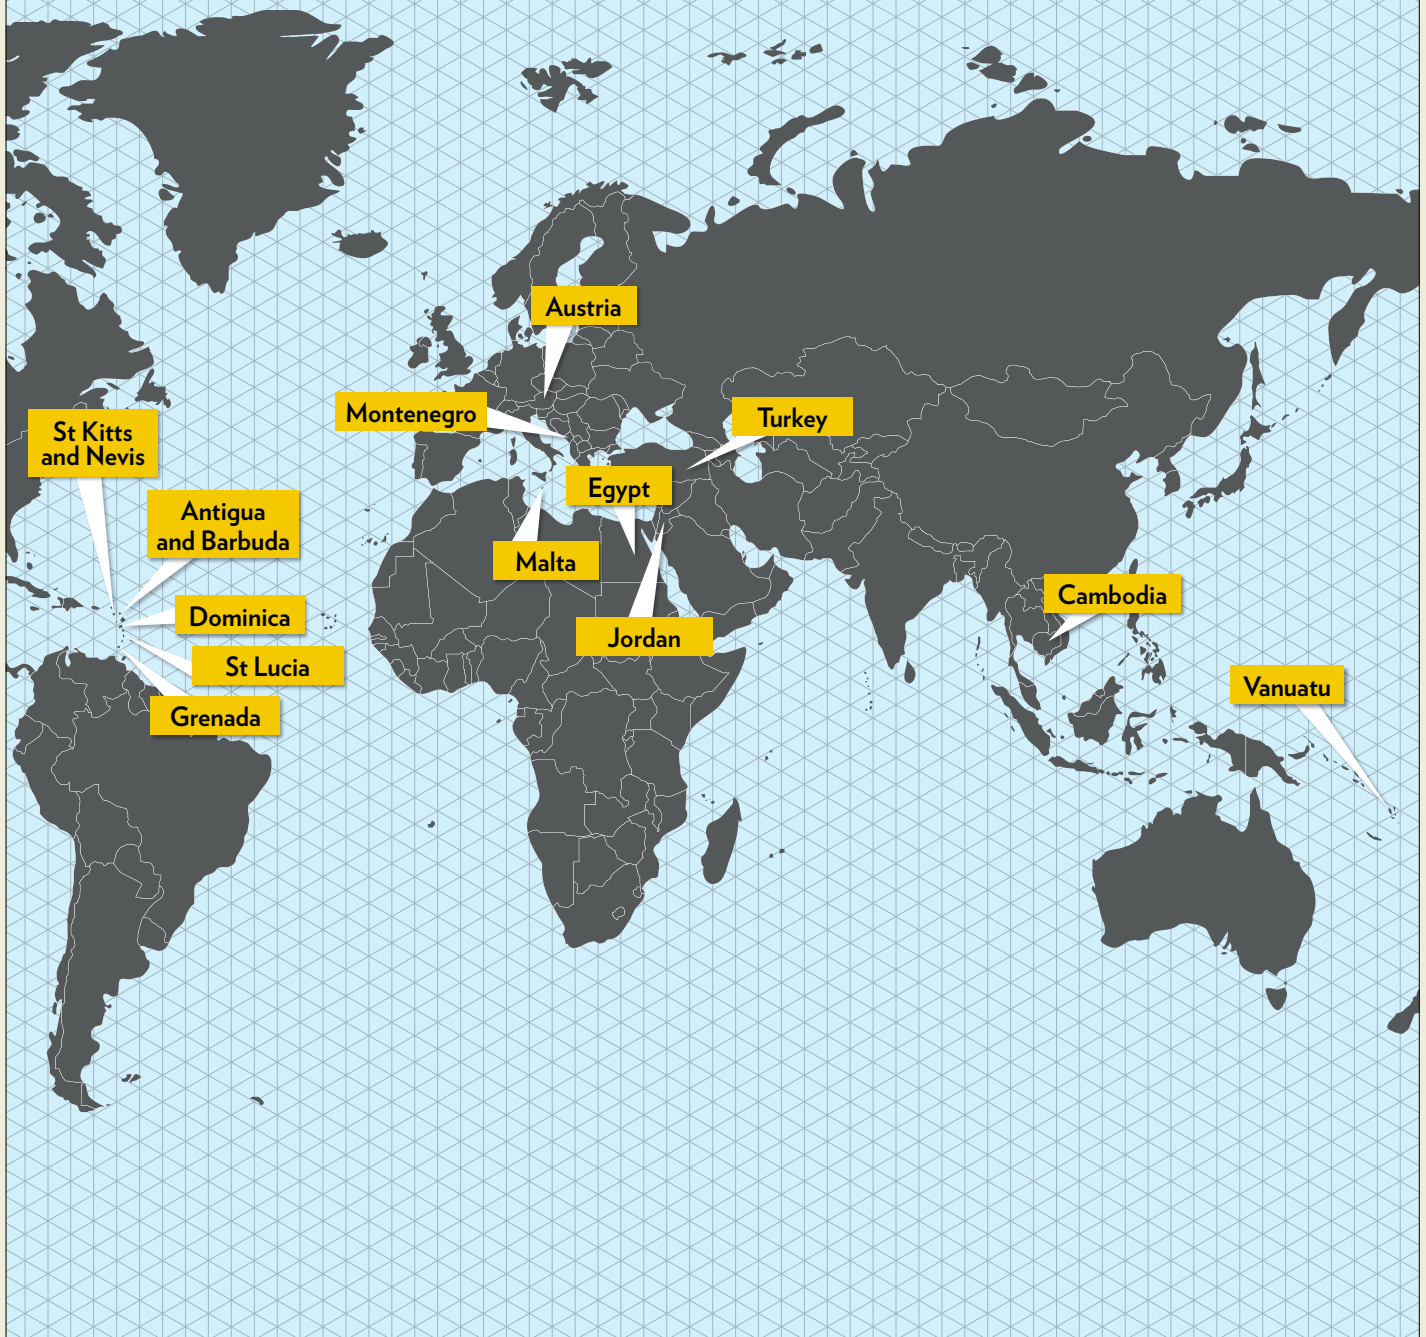 Austria
Montenegro
Turkey
St Kitts
and Nevis
Egypt
Antigua
and Barbuda
Malta
Cambodia
Dominica
Jordan
St Lucia
Vanuatu
Grenada